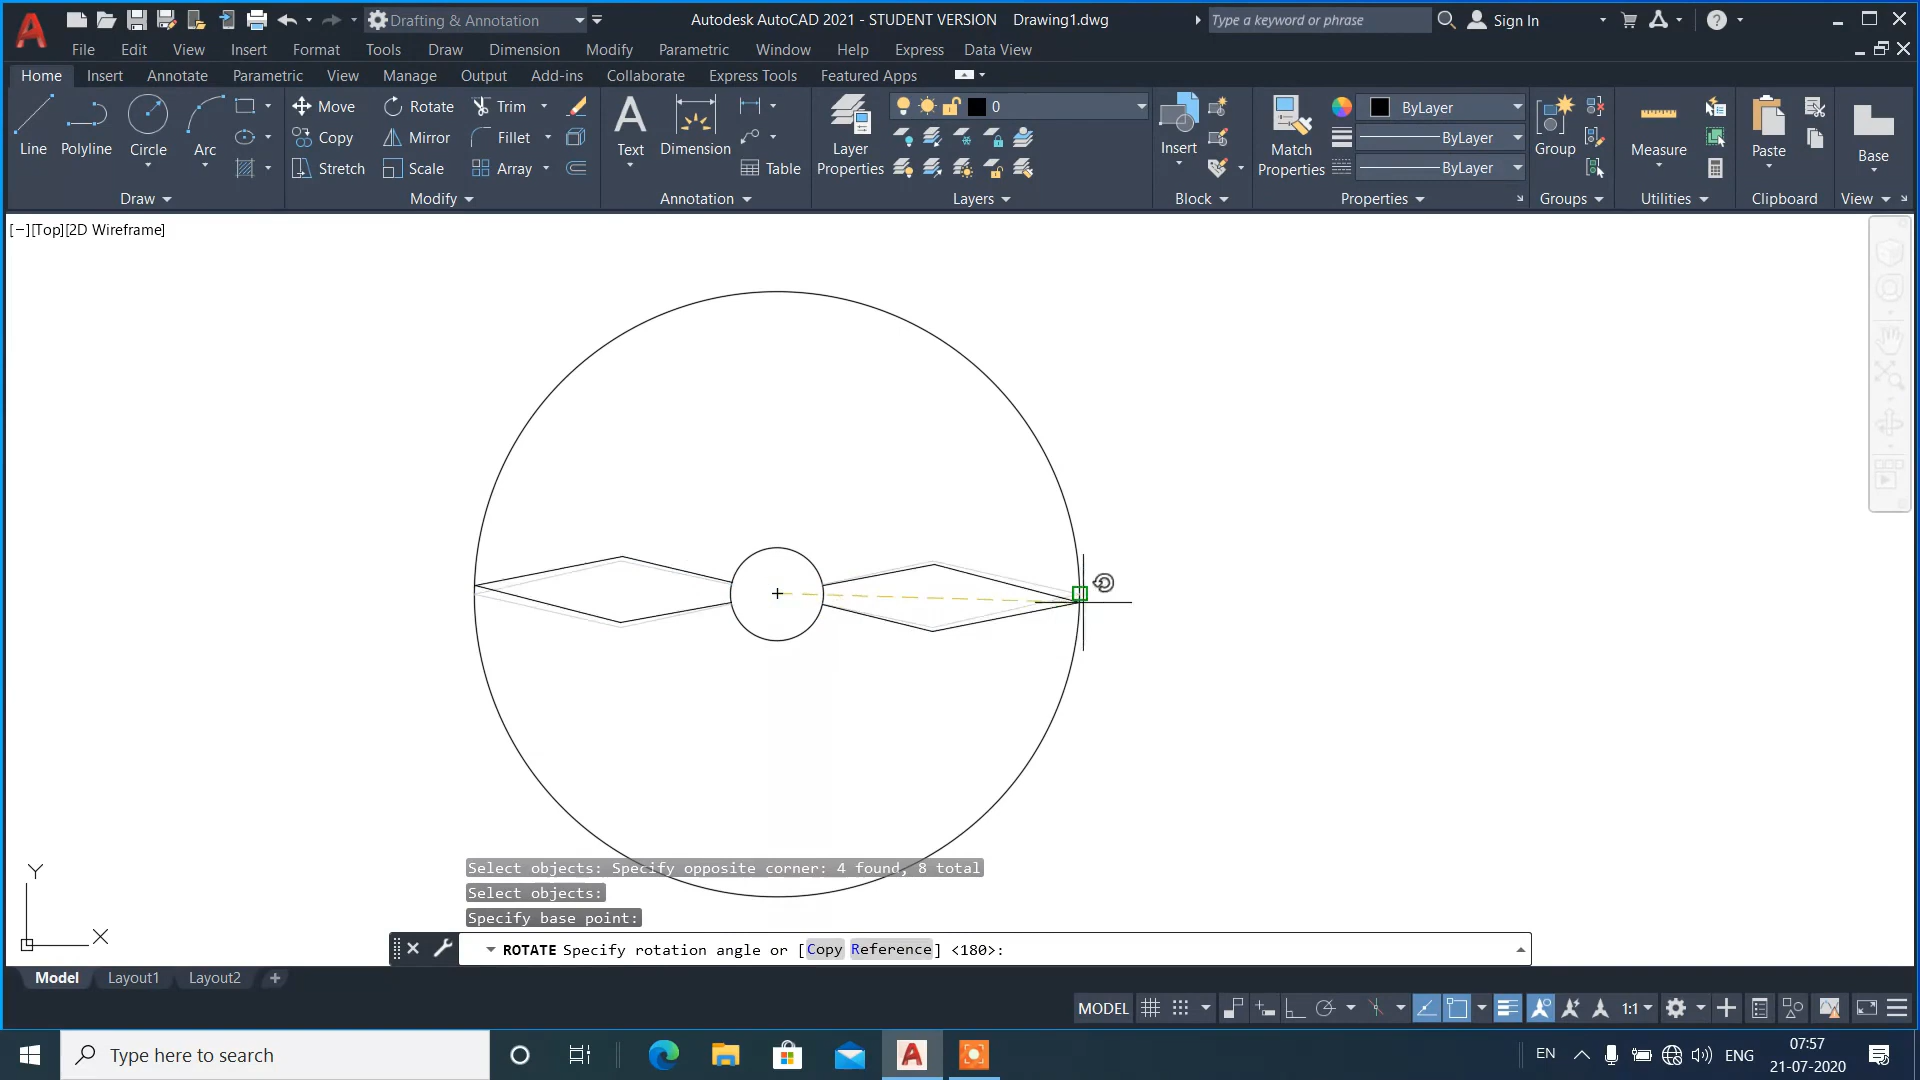 Drafting & Annotation
Autodesk AutoCAD 2021 - STUDENT VERSION Drawing1.dwg
Type a keyword or phrase
Sign In
File Edit View Insert Format Tools Draw Dimension Modify Parametric Window Help Express Data View
Home Insert Annotate Parametric View Manage Output Add-ins Collaborate Express Tools Featured Apps
Line Polyline Circle Arc
Move Rotate Trim
Copy Mirror Fillet
Stretch Scale Array
Text Dimension Table
Layer Properties
0
Insert
Match Properties
ByLayer
ByLayer
ByLayer
Group
Measure
Paste
Base
Draw Modify Annotation Layers Block Properties Groups Utilities Clipboard View
[−][Top][2D Wireframe]
Y
X
Select objects: Specify opposite corner: 4 found, 8 total
Select objects:
Specify base point:
ROTATE Specify rotation angle or [Copy Reference] <180>:
Model Layout1 Layout2 +
MODEL 1:1
Type here to search
EN ENG
07:57
21-07-2020